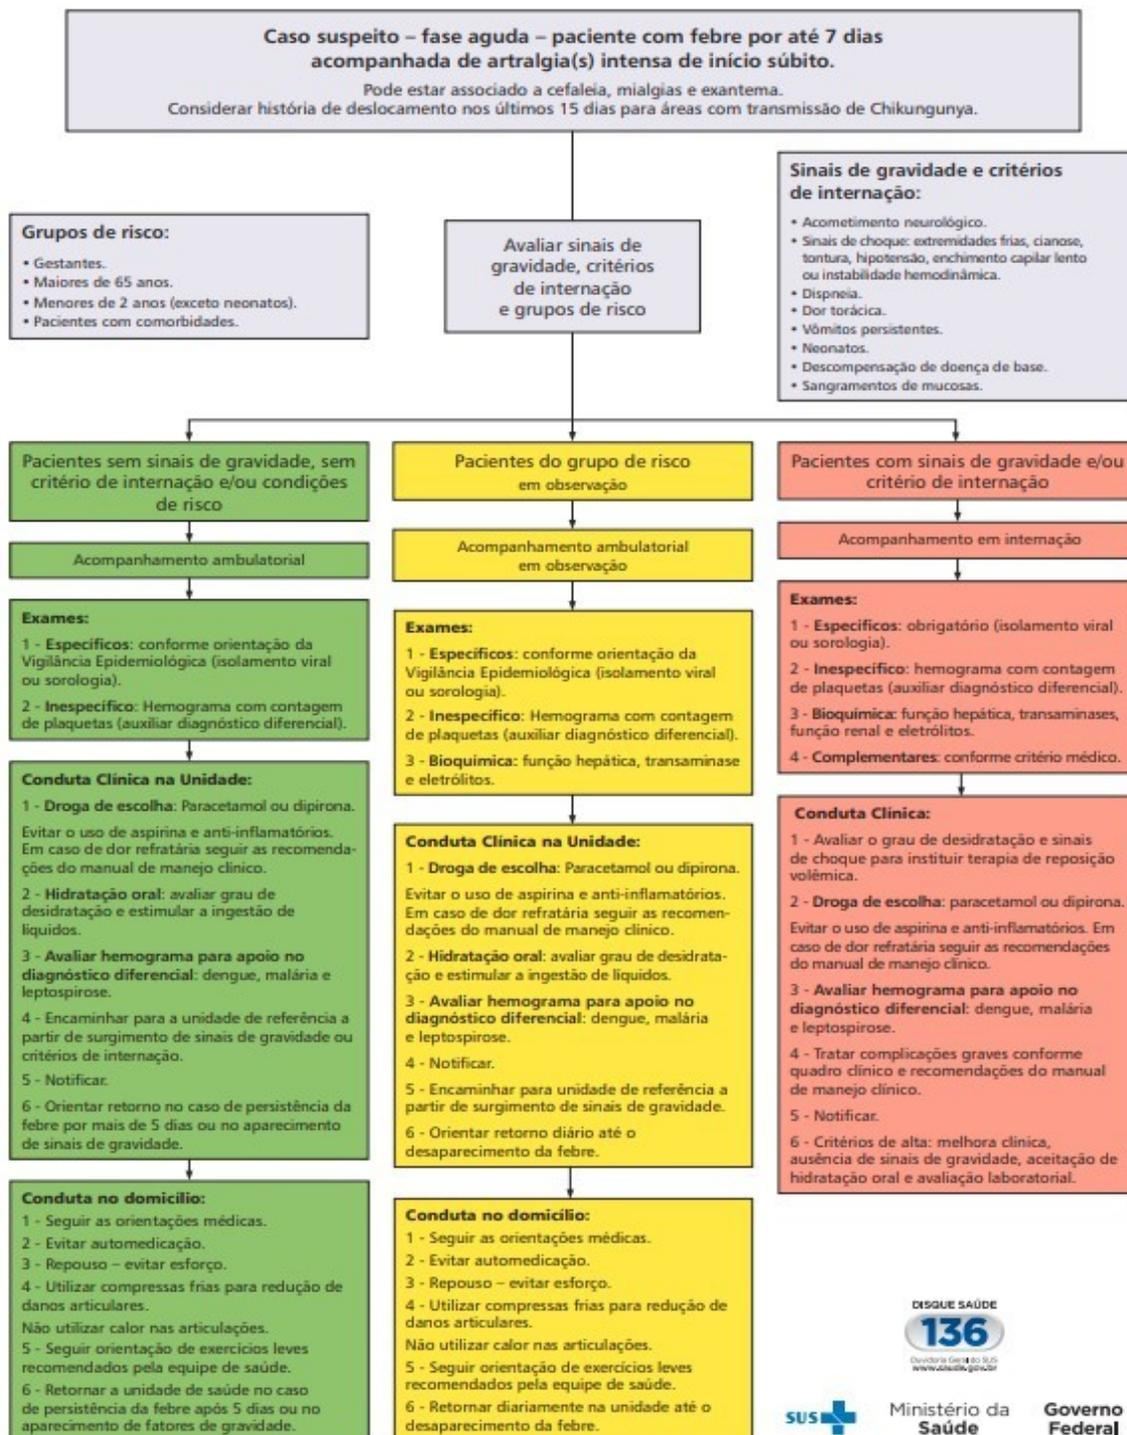 Caso suspeito – fase aguda – paciente com febre por até 7 dias
acompanhada de artralgia(s) intensa de início súbito.
Pode estar associado a cefaleia, mialgias e exantema.
Considerar história de deslocamento nos últimos 15 dias para áreas com transmissão de Chikungunya.
Grupos de risco:
• Gestantes.
• Maiores de 65 anos.
• Menores de 2 anos (exceto neonatos).
• Pacientes com comorbidades.
Avaliar sinais de
gravidade, critérios
de internação
e grupos de risco
Sinais de gravidade e critérios
de internação:
• Acometimento neurológico.
• Sinais de choque: extremidades frias, cianose,
tontura, hipotensão, enchimento capilar lento
ou instabilidade hemodinâmica.
• Dispneia.
• Dor torácica.
• Vômitos persistentes.
• Neonatos.
• Descompensação de doença de base.
• Sangramentos de mucosas.
Pacientes sem sinais de gravidade, sem
critério de internação e/ou condições
de risco
Acompanhamento ambulatorial
Exames:
1 - Específicos: conforme orientação da
Vigilância Epidemiológica (isolamento viral
ou sorologia).
2 - Inespecífico: Hemograma com contagem
de plaquetas (auxiliar diagnóstico diferencial).
Conduta Clínica na Unidade:
1 - Droga de escolha: Paracetamol ou dipirona.
Evitar o uso de aspirina e anti-inflamatórios.
Em caso de dor refratária seguir as recomenda-
ções do manual de manejo clínico.
2 - Hidratação oral: avaliar grau de
desidratação e estimular a ingestão de
líquidos.
3 - Avaliar hemograma para apoio no
diagnóstico diferencial: dengue, malária e
leptospirose.
4 - Encaminhar para a unidade de referência a
partir de surgimento de sinais de gravidade ou
critérios de internação.
5 - Notificar.
6 - Orientar retorno no caso de persistência da
febre por mais de 5 dias ou no aparecimento
de sinais de gravidade.
Conduta no domicílio:
1 - Seguir as orientações médicas.
2 - Evitar automedicação.
3 - Repouso – evitar esforço.
4 - Utilizar compressas frias para redução de
danos articulares.
Não utilizar calor nas articulações.
5 - Seguir orientação de exercícios leves
recomendados pela equipe de saúde.
6 - Retornar a unidade de saúde no caso
de persistência da febre após 5 dias ou no
aparecimento de fatores de gravidade.
Pacientes do grupo de risco
em observação
Acompanhamento ambulatorial
em observação
Exames:
1 - Específicos: conforme orientação da
Vigilância Epidemiológica (isolamento viral
ou sorologia).
2 - Inespecífico: Hemograma com contagem
de plaquetas (auxiliar diagnóstico diferencial).
3 - Bioquímica: função hepática, transaminase
e eletrólitos.
Conduta Clínica na Unidade:
1 - Droga de escolha: Paracetamol ou dipirona.
Evitar o uso de aspirina e anti-inflamatórios.
Em caso de dor refratária seguir as recomen-
dações do manual de manejo clínico.
2 - Hidratação oral: avaliar grau de desidrata-
ção e estimular a ingestão de líquidos.
3 - Avaliar hemograma para apoio no
diagnóstico diferencial: dengue, malária
e leptospirose.
4 - Notificar.
5 - Encaminhar para unidade de referência a
partir de surgimento de sinais de gravidade.
6 - Orientar retorno diário até o
desaparecimento da febre.
Conduta no domicílio:
1 - Seguir as orientações médicas.
2 - Evitar automedicação.
3 - Repouso – evitar esforço.
4 - Utilizar compressas frias para redução de
danos articulares.
Não utilizar calor nas articulações.
5 - Seguir orientação de exercícios leves
recomendados pela equipe de saúde.
6 - Retornar diariamente na unidade até o
desaparecimento da febre.
Pacientes com sinais de gravidade e/ou
critério de internação
Acompanhamento em internação
Exames:
1 - Específicos: obrigatório (isolamento viral
ou sorologia).
2 - Inespecífico: hemograma com contagem
de plaquetas (auxiliar diagnóstico diferencial).
3 - Bioquímica: função hepática, transaminases,
função renal e eletrólitos.
4 - Complementares: conforme critério médico.
Conduta Clínica:
1 - Avaliar o grau de desidratação e sinais
de choque para instituir terapia de reposição
volêmica.
2 - Droga de escolha: paracetamol ou dipirona.
Evitar o uso de aspirina e anti-inflamatórios. Em
caso de dor refratária seguir as recomendações
do manual de manejo clínico.
3 - Avaliar hemograma para apoio no
diagnóstico diferencial: dengue, malária
e leptospirose.
4 - Tratar complicações graves conforme
quadro clínico e recomendações do manual
de manejo clínico.
5 - Notificar.
6 - Critérios de alta: melhora clínica,
ausência de sinais de gravidade, aceitação de
hidratação oral e avaliação laboratorial.
DISQUE SAÚDE
136
Ouvidoria Geral do SUS
www.saude.gov.br
SUS
Ministério da
Saúde
Governo
Federal